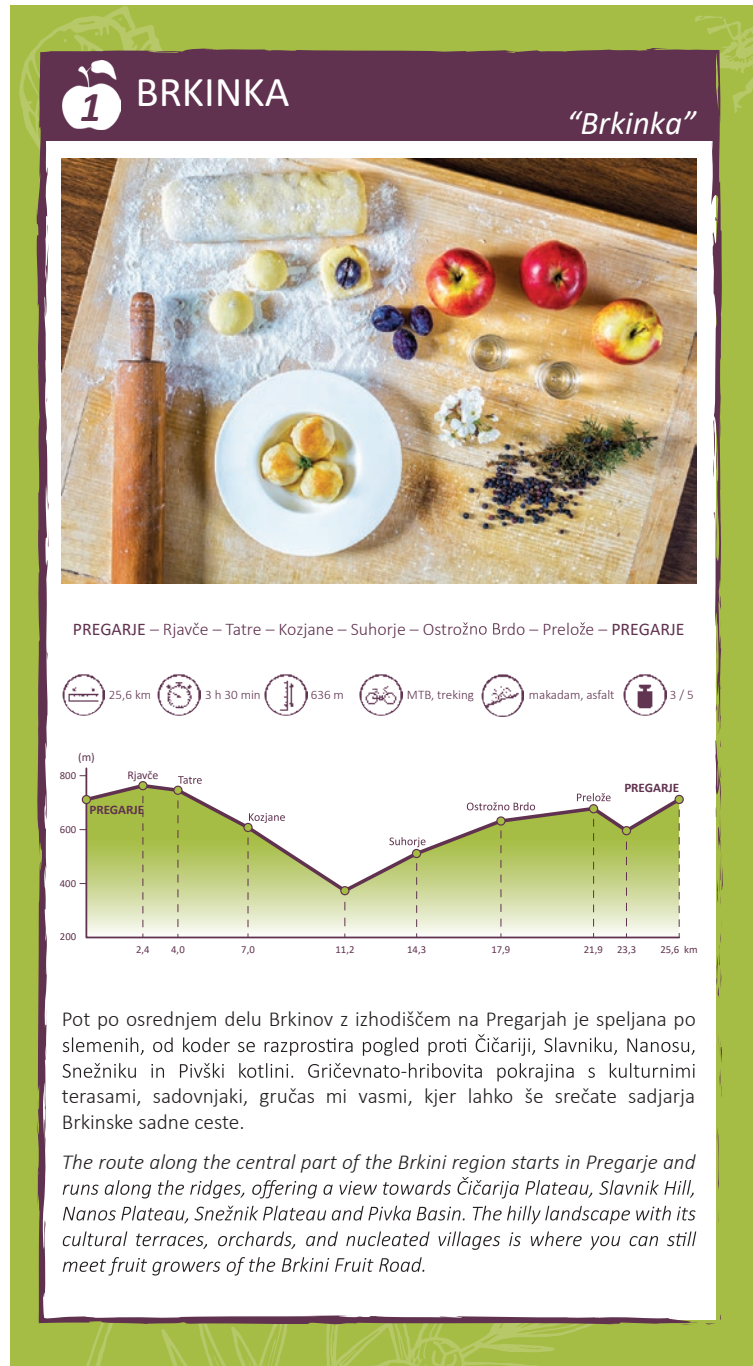 1
BRKINKA
“Brkinka”
PREGARJE – Rjavče – Tatre – Kozjane – Suhorje – Ostrožno Brdo – Prelože – PREGARJE
25,6 km 3 h 30 min 636 m MTB, treking makadam, asfalt 3 / 5
(m)
800
Rjavče
Tatre
PREGARJE
PREGARJE
Prelože
Ostrožno Brdo
Kozjane
600
Suhorje
400
200
2,4 4,0 7,0 11,2 14,3 17,9 21,9 23,3 25,6 km
Pot po osrednjem delu Brkinov z izhodiščem na Pregarjah je speljana po
slemenih, od koder se razprostira pogled proti Čičariji, Slavniku, Nanosu,
Snežniku in Pivški kotlini. Gričevnato-hribovita pokrajina s kulturnimi
terasami, sadovnjaki, gručas mi vasmi, kjer lahko še srečate sadjarja
Brkinske sadne ceste.
The route along the central part of the Brkini region starts in Pregarje and
runs along the ridges, offering a view towards Čičarija Plateau, Slavnik Hill,
Nanos Plateau, Snežnik Plateau and Pivka Basin. The hilly landscape with its
cultural terraces, orchards, and nucleated villages is where you can still
meet fruit growers of the Brkini Fruit Road.